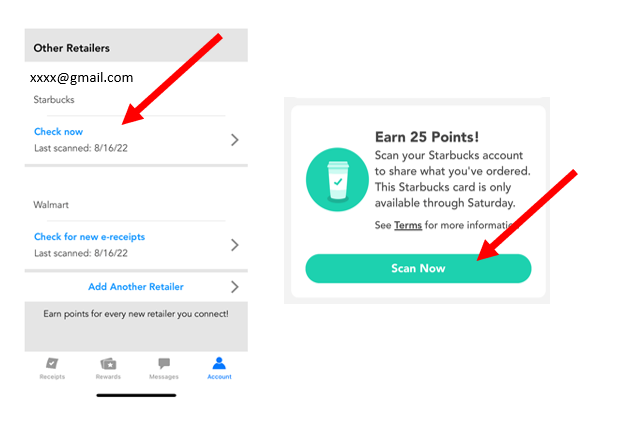 Other Retailers
xxxx@gmail.com
Starbucks
Check now
Last scanned: 8/16/22
Walmart
Check for new e-receipts
Last scanned: 8/16/22
Add Another Retailer
Earn points for every new retailer you connect!
Receipts
Rewards
Messages
Account
Earn 25 Points!
Scan your Starbucks account
to share what you've ordered.
This Starbucks card is only
available through Saturday.
See Terms for more information
Scan Now